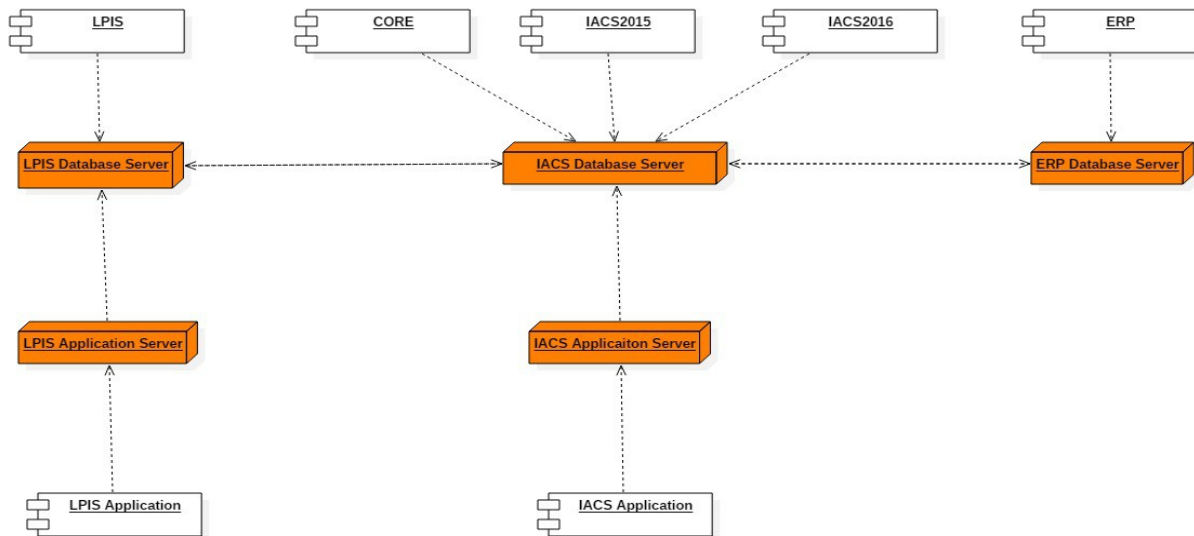 LPIS
CORE
IACS2015
IACS2016
ERP
LPIS Database Server
IACS Database Server
ERP Database Server
LPIS Application Server
IACS Applicaiton Server
LPIS Application
IACS Application